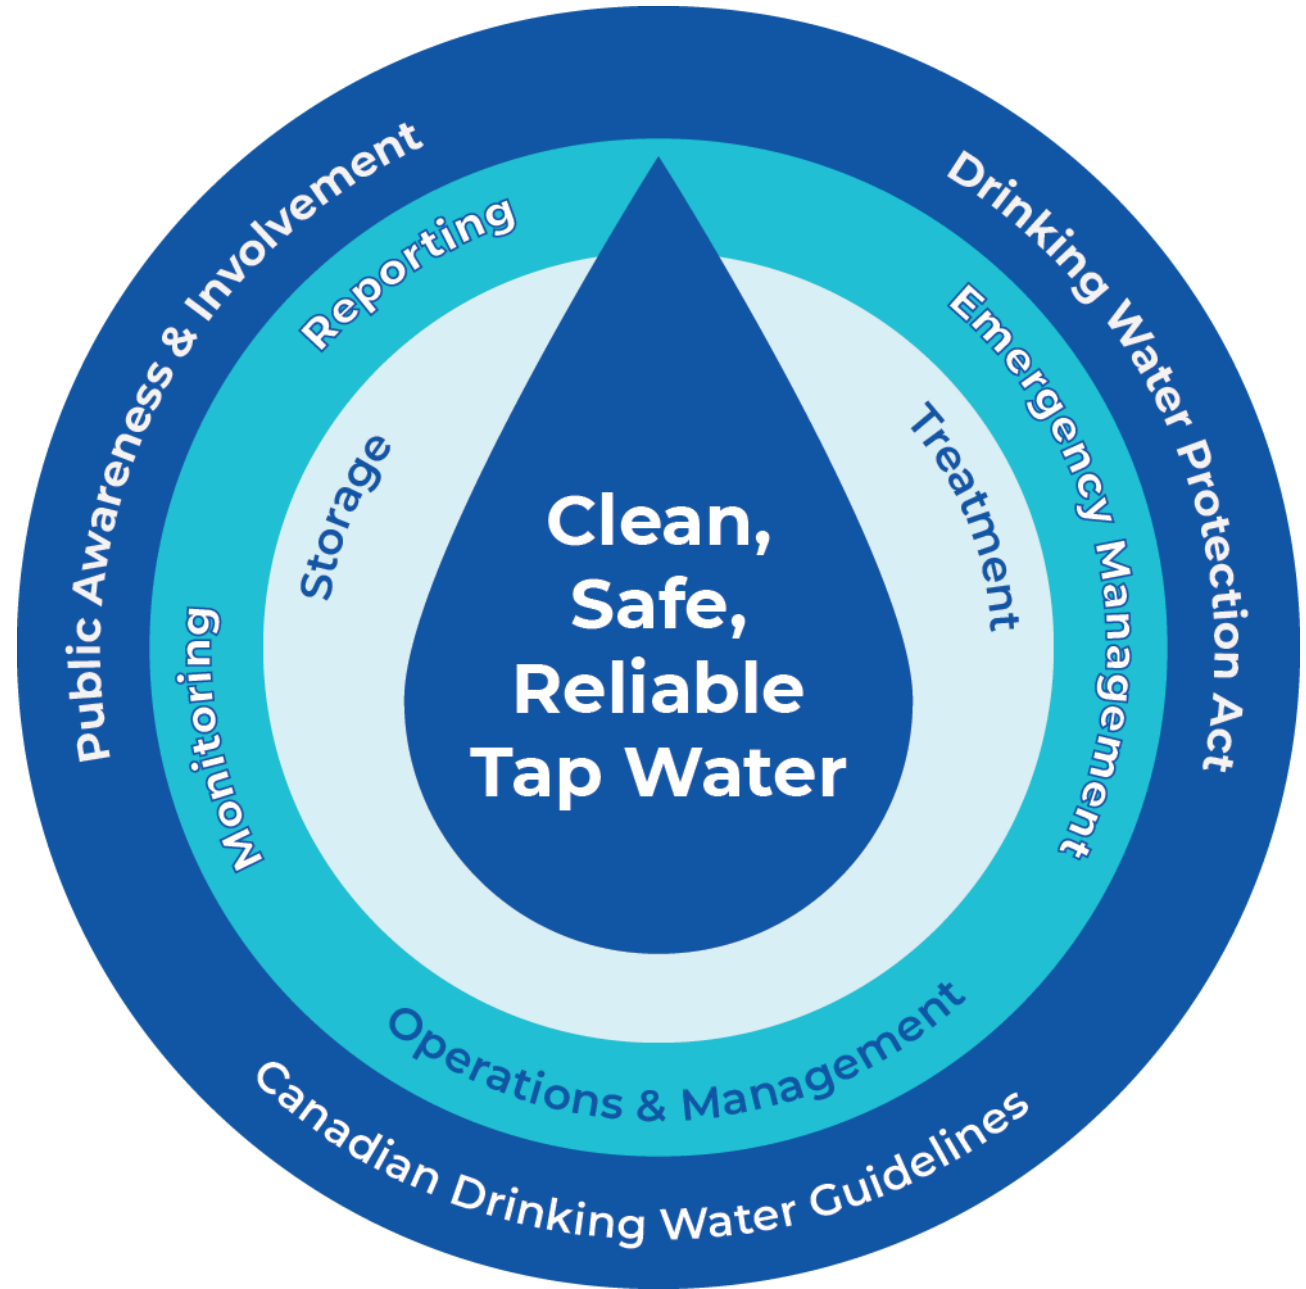 Public Awareness & Involvement
Drinking Water Protection Act
Canadian Drinking Water Guidelines
Reporting
Emergency Management
Monitoring
Operations & Management
Storage
Treatment
Clean,
Safe,
Reliable
Tap Water